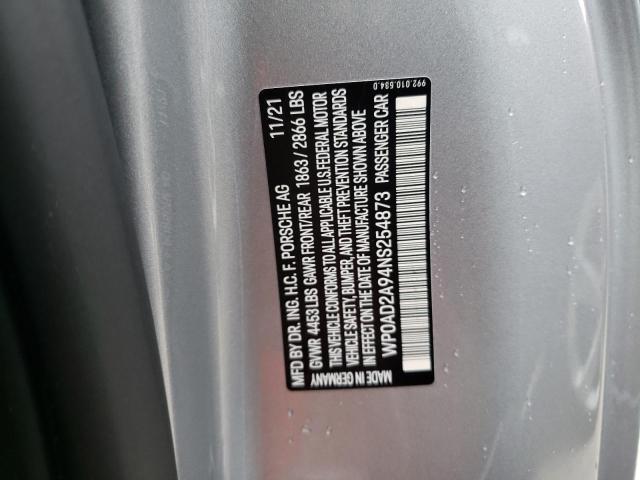 MFD BY DR. ING. H.C. F. PORSCHE AG 11/21
GVWR 4453 LBS GAWR FRONT/REAR 1863 / 2866 LBS
THIS VEHICLE CONFORMS TO ALL APPLICABLE U.S. FEDERAL MOTOR
VEHICLE SAFETY, BUMPER, AND THEFT PREVENTION STANDARDS
IN EFFECT ON THE DATE OF MANUFACTURE SHOWN ABOVE
WP0AD2A94NS254873 PASSENGER CAR
MADE IN GERMANY 992.010.584.0